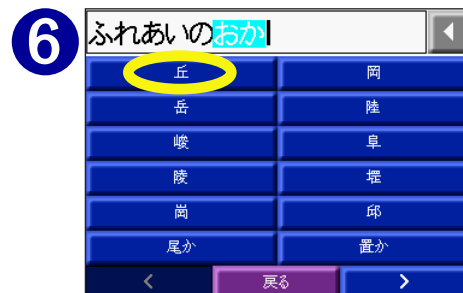 6
ふれあいのおか
丘 岡
岳 陸
峻 阜
陵 堽
崗 邱
尾か 置か
< 戻る >